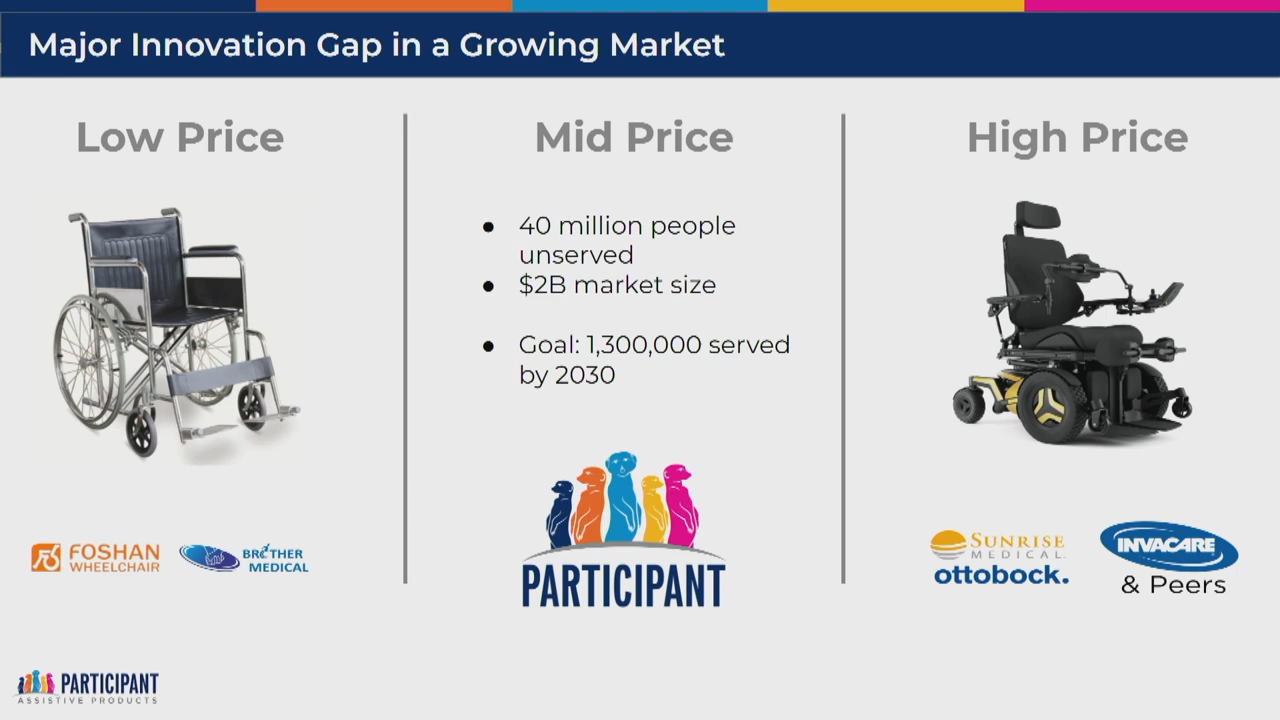 Major Innovation Gap in a Growing Market
Low Price
FOSHAN
WHEELCHAIR
BROTHER
MEDICAL
Mid Price
● 40 million people
unserved
● $2B market size
● Goal: 1,300,000 served
by 2030
PARTICIPANT
High Price
SUNRISE
MEDICAL.
ottobock.
INVACARE
& Peers
PARTICIPANT
ASSISTIVE PRODUCTS